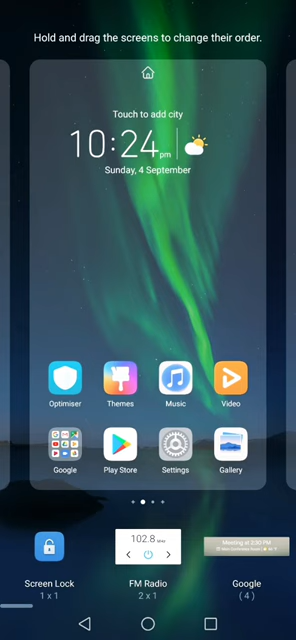 Hold and drag the screens to change their order.
Touch to add city
10:24 pm
Sunday, 4 September
Optimiser
Themes
Music
Video
Google
Play Store
Settings
Gallery
102.8 MHz
Meeting at 2:30 PM
Screen Lock
FM Radio
Google
1 x 1
2 x 1
( 4 )